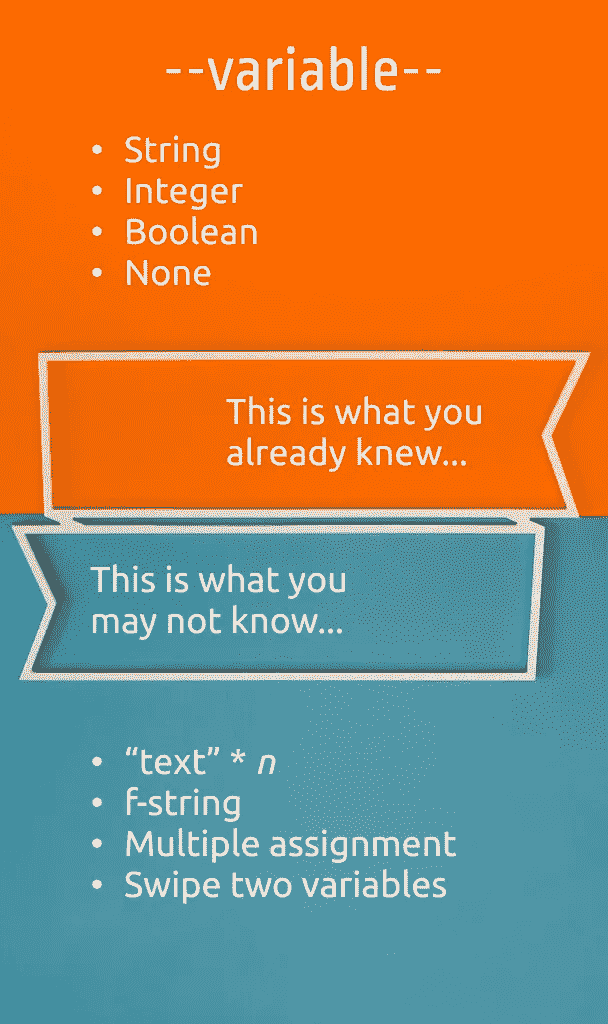 --variable--
• String
• Integer
• Boolean
• None
This is what you
already knew...
This is what you
may not know...
• “text” * n
• f-string
• Multiple assignment
• Swipe two variables